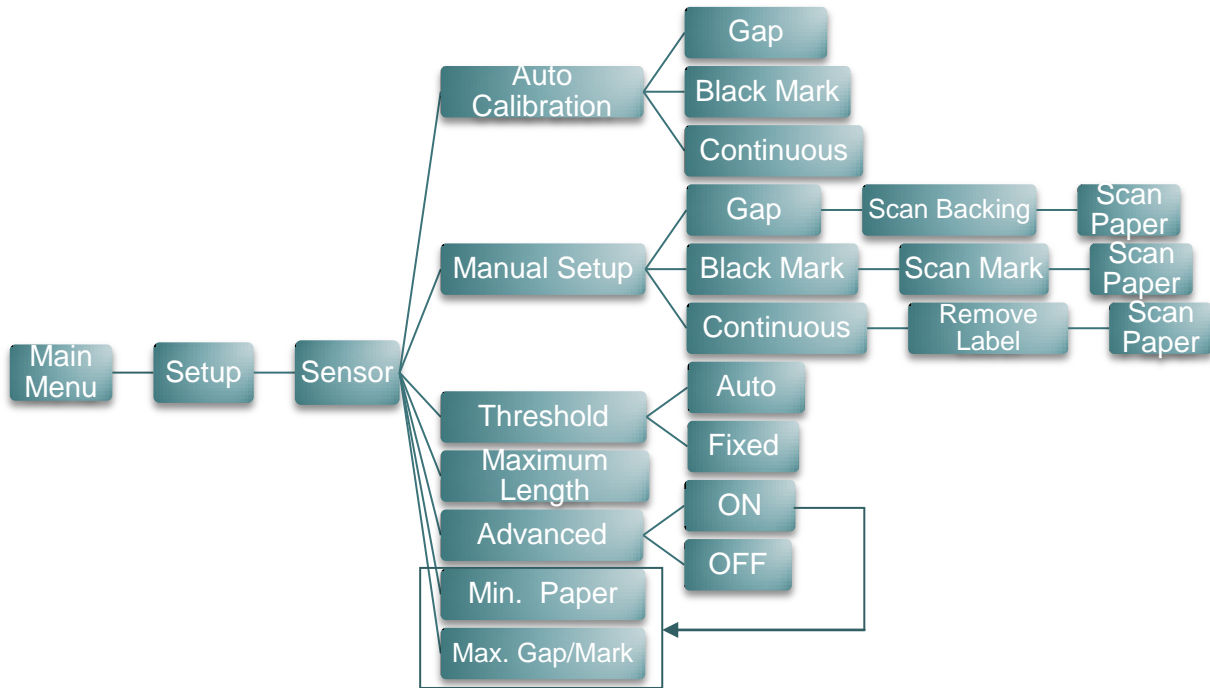 Main
Menu
Setup
Sensor
Auto
Calibration
Gap
Black Mark
Continuous
Manual Setup
Gap
Scan Backing
Scan
Paper
Black Mark
Scan Mark
Scan
Paper
Continuous
Remove
Label
Scan
Paper
Threshold
Auto
Fixed
Maximum
Length
Advanced
ON
OFF
Min. Paper
Max. Gap/Mark